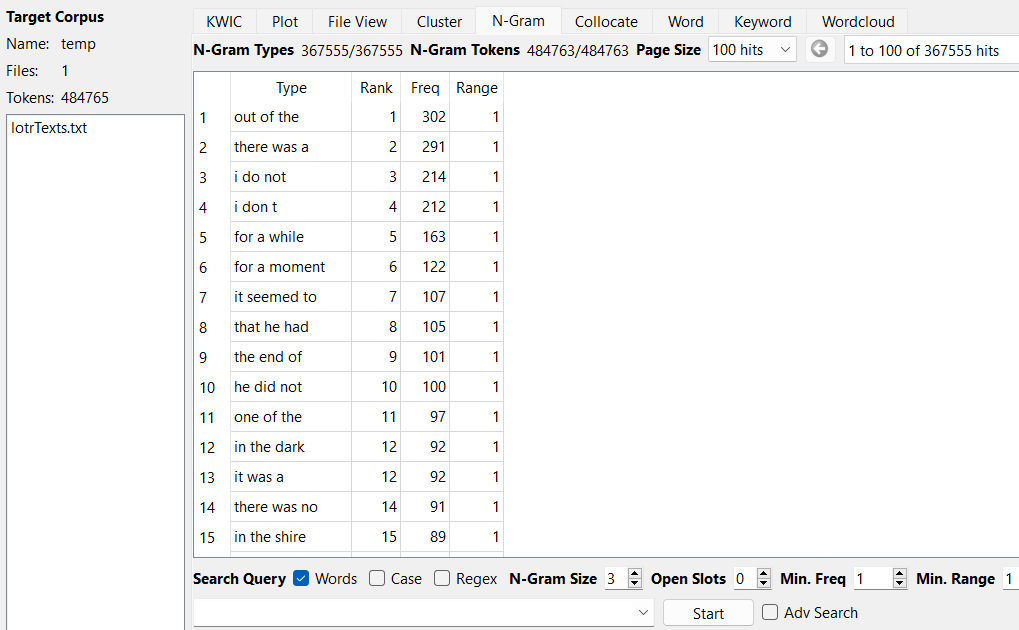 Target Corpus
Name: temp
Files: 1
Tokens: 484765
lotrTexts.txt
KWIC Plot File View Cluster N-Gram Collocate Word Keyword Wordcloud
N-Gram Types 367555/367555 N-Gram Tokens 484763/484763 Page Size 100 hits 1 to 100 of 367555 hits
Type Rank Freq Range
1 out of the 1 302 1
2 there was a 2 291 1
3 i do not 3 214 1
4 i don t 4 212 1
5 for a while 5 163 1
6 for a moment 6 122 1
7 it seemed to 7 107 1
8 that he had 8 105 1
9 the end of 9 101 1
10 he did not 10 100 1
11 one of the 11 97 1
12 in the dark 12 92 1
13 it was a 12 92 1
14 there was no 14 91 1
15 in the shire 15 89 1
Search Query Words Case Regex N-Gram Size 3 Open Slots 0 Min. Freq 1 Min. Range 1
Start Adv Search